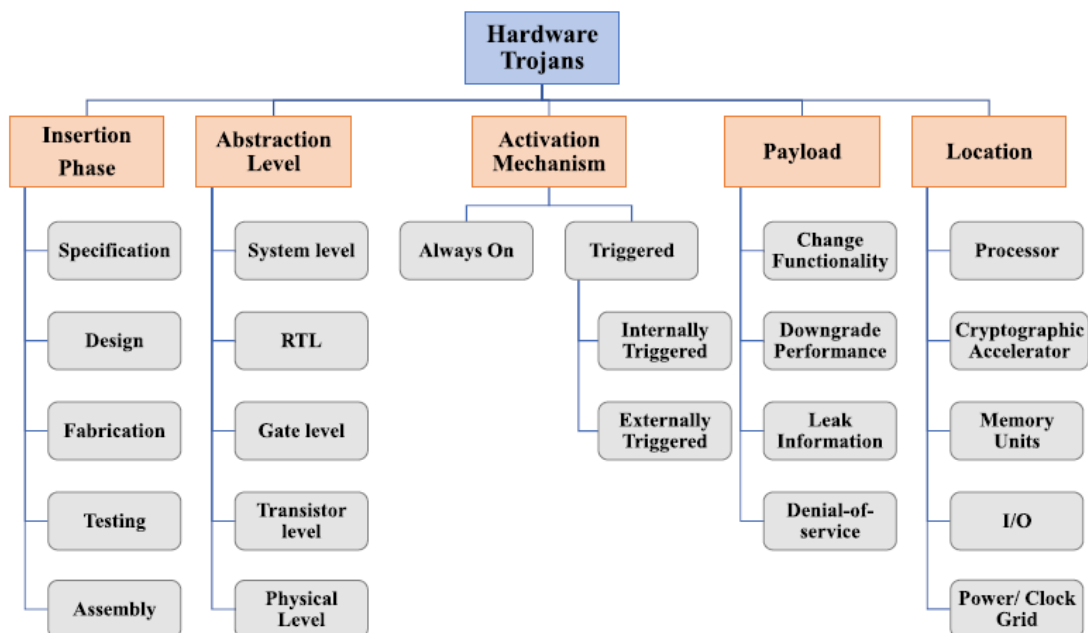 Hardware
Trojans
Insertion
Phase
Abstraction
Level
Activation
Mechanism
Payload
Location
Specification
Design
Fabrication
Testing
Assembly
System level
RTL
Gate level
Transistor
level
Physical
Level
Always On
Triggered
Internally
Triggered
Externally
Triggered
Change
Functionality
Downgrade
Performance
Leak
Information
Denial-of-
service
Processor
Cryptographic
Accelerator
Memory
Units
I/O
Power/ Clock
Grid